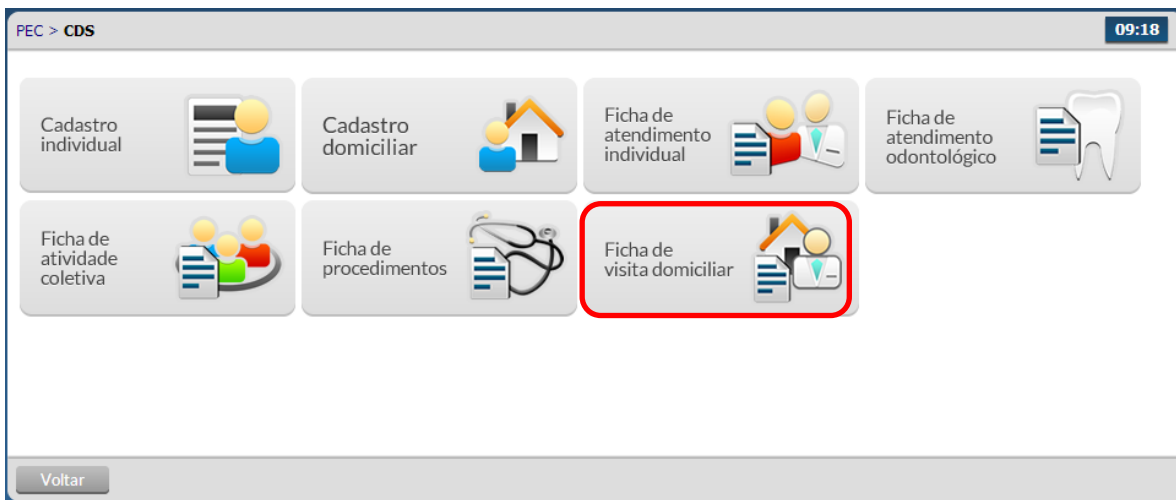 PEC > CDS
09:18
Cadastro
individual
Cadastro
domiciliar
Ficha de
atendimento
individual
Ficha de
atendimento
odontológico
Ficha de
atividade
coletiva
Ficha de
procedimentos
Ficha de
visita domiciliar
Voltar